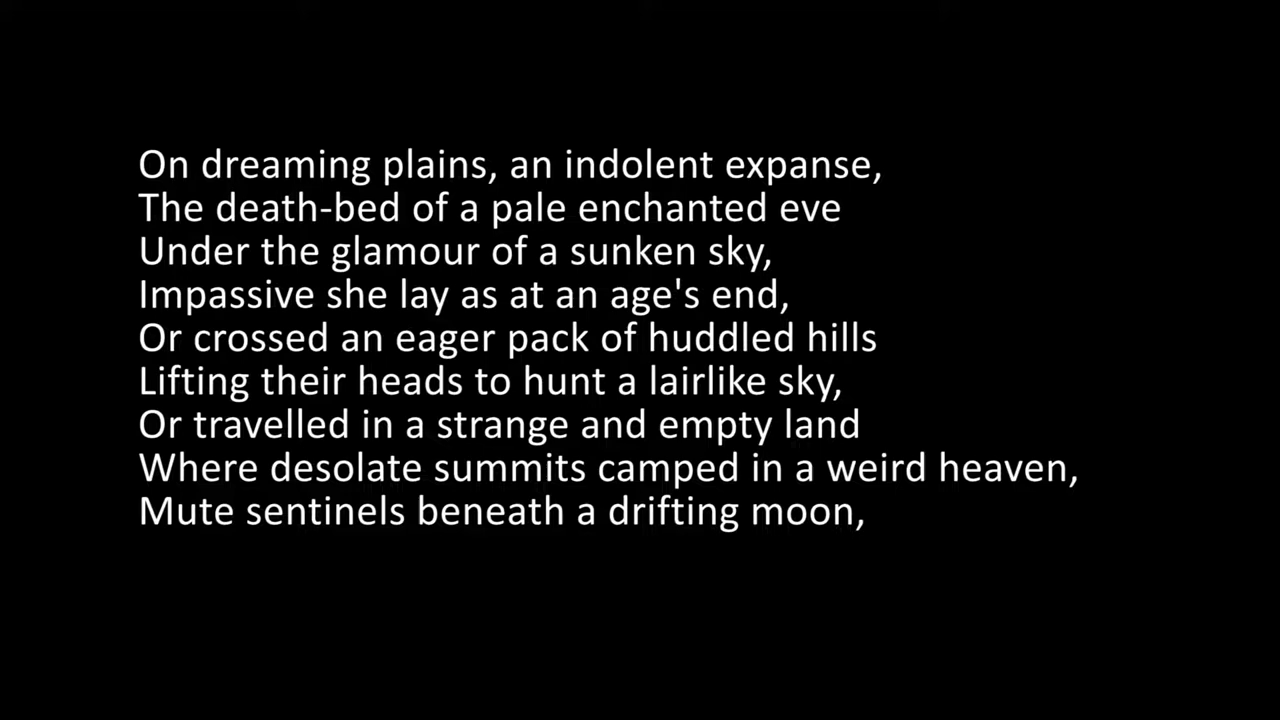 On dreaming plains, an indolent expanse,
The death-bed of a pale enchanted eve
Under the glamour of a sunken sky,
Impassive she lay as at an age's end,
Or crossed an eager pack of huddled hills
Lifting their heads to hunt a lairlike sky,
Or travelled in a strange and empty land
Where desolate summits camped in a weird heaven,
Mute sentinels beneath a drifting moon,